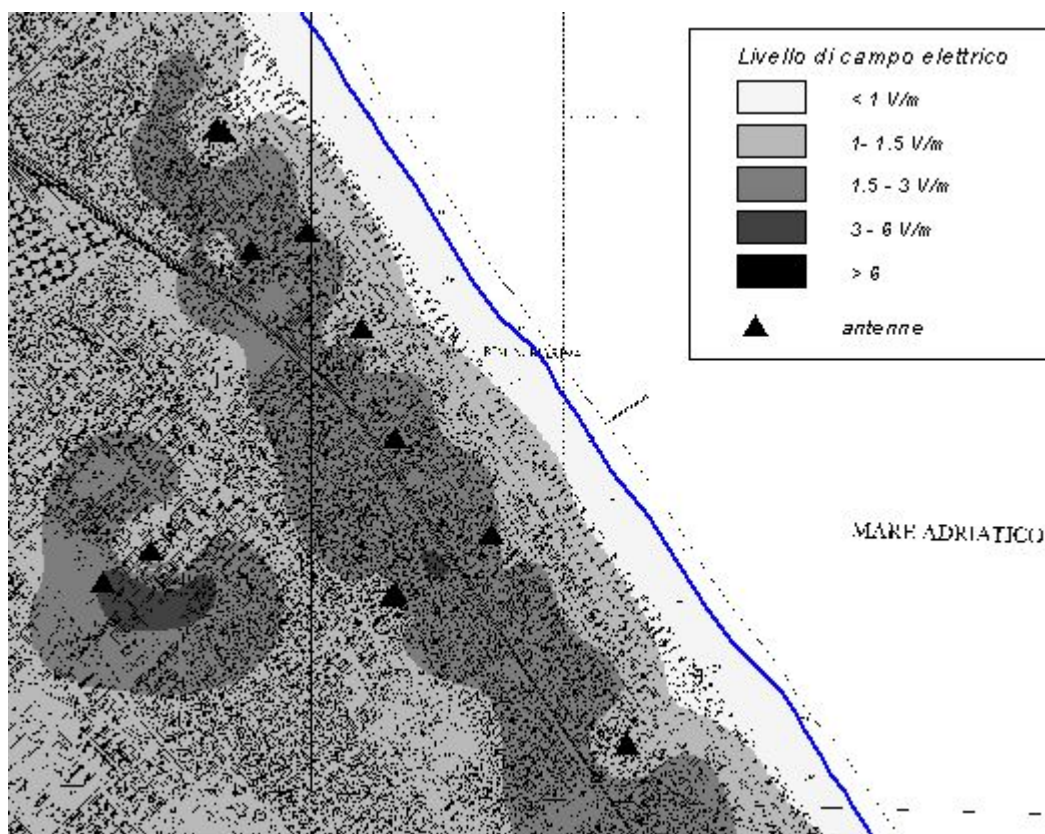 Livello di campo elettrico
< 1 V/m
1- 1.5 V/m
1.5 - 3 V/m
3 - 6 V/m
> 6
antenne
MARE ADRIATICO